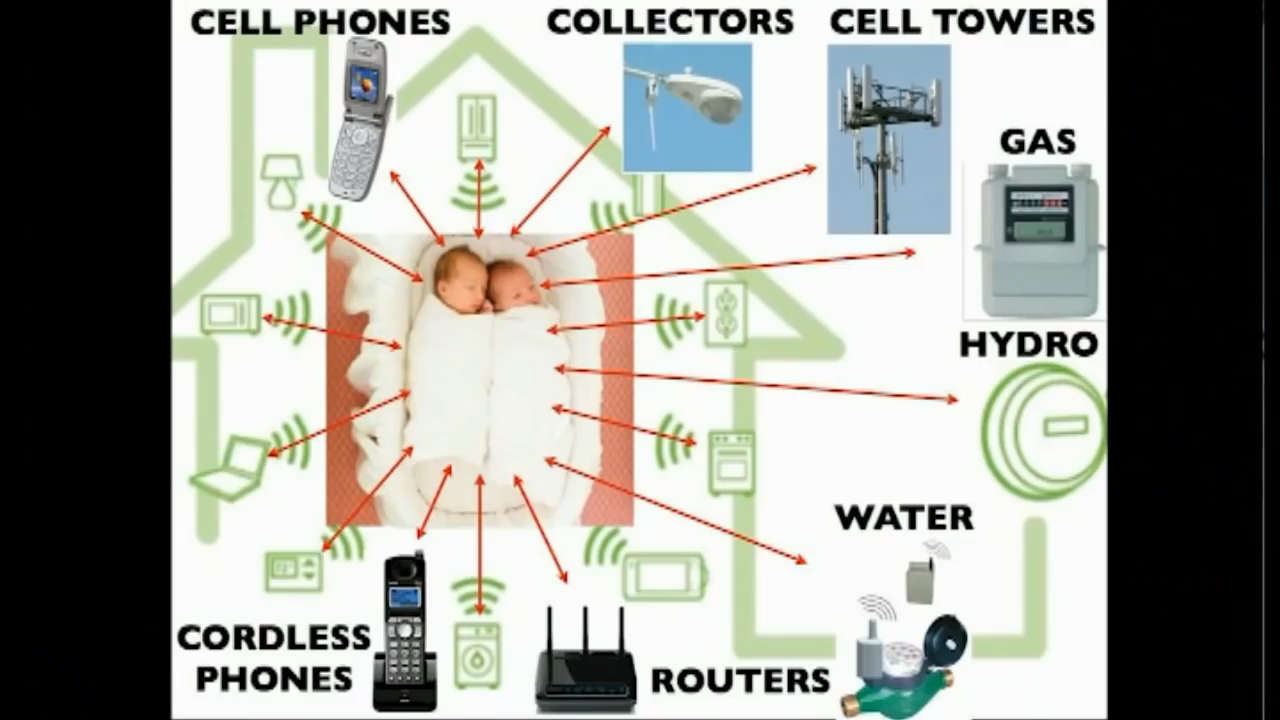 CELL PHONES
COLLECTORS
CELL TOWERS
GAS
HYDRO
WATER
CORDLESS
PHONES
ROUTERS